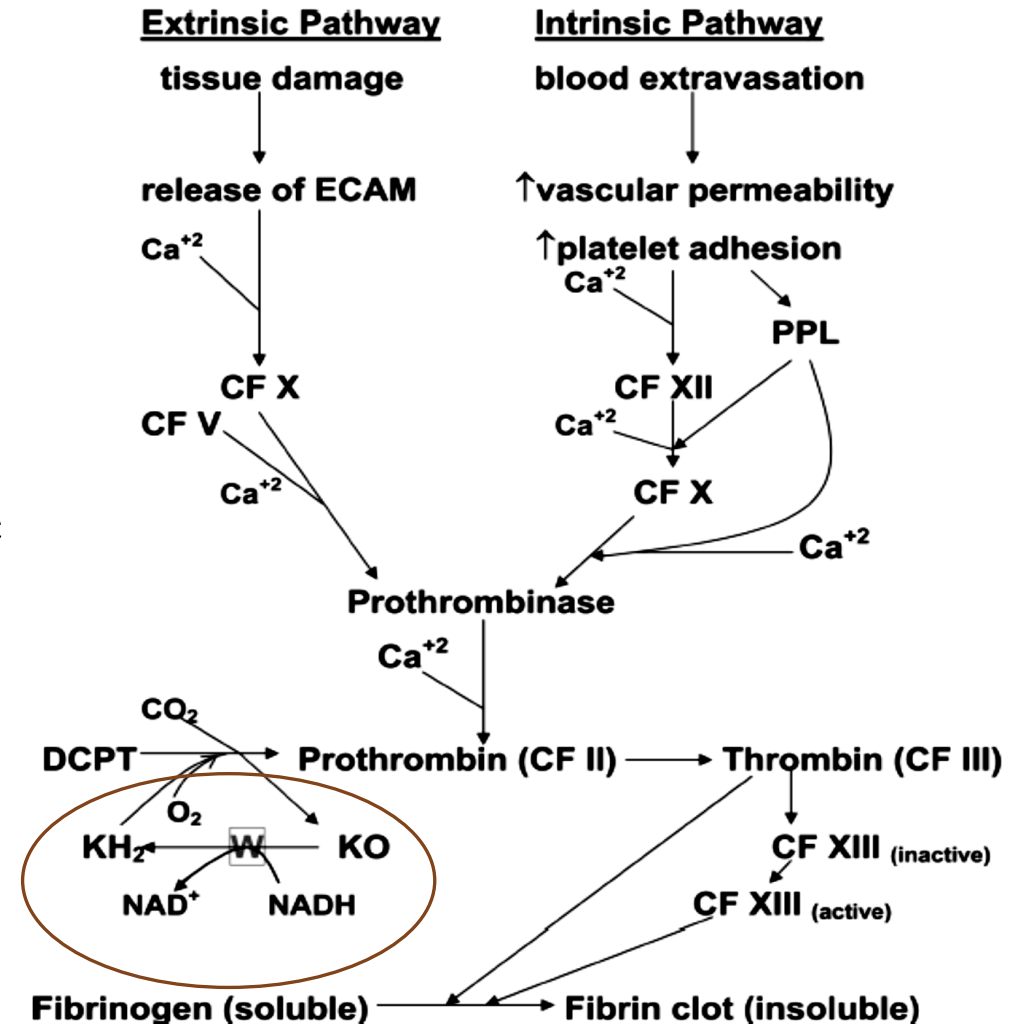 Extrinsic Pathway
Intrinsic Pathway
tissue damage
blood extravasation
release of ECAM
↑vascular permeability
Ca+2
↑platelet adhesion
Ca+2
PPL
CF X
CF XII
CF V
Ca+2
Ca+2
CF X
Ca+2
Prothrombinase
Ca+2
CO2
DCPT
Prothrombin (CF II)
Thrombin (CF III)
O2
KH2
W
KO
CF XIII (inactive)
NAD+
NADH
CF XIII (active)
Fibrinogen (soluble)
Fibrin clot (insoluble)